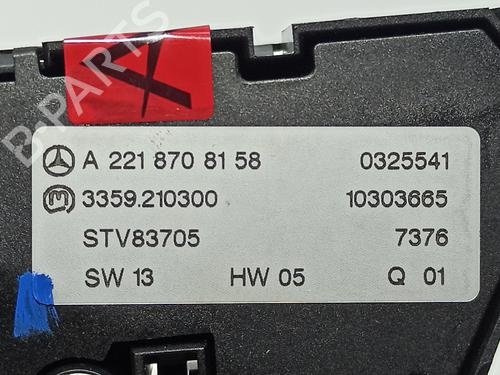 B-PARTS
A 221 870 81 58 0325541
3359.210300 10303665
STV83705 7376
SW 13 HW 05 Q 01